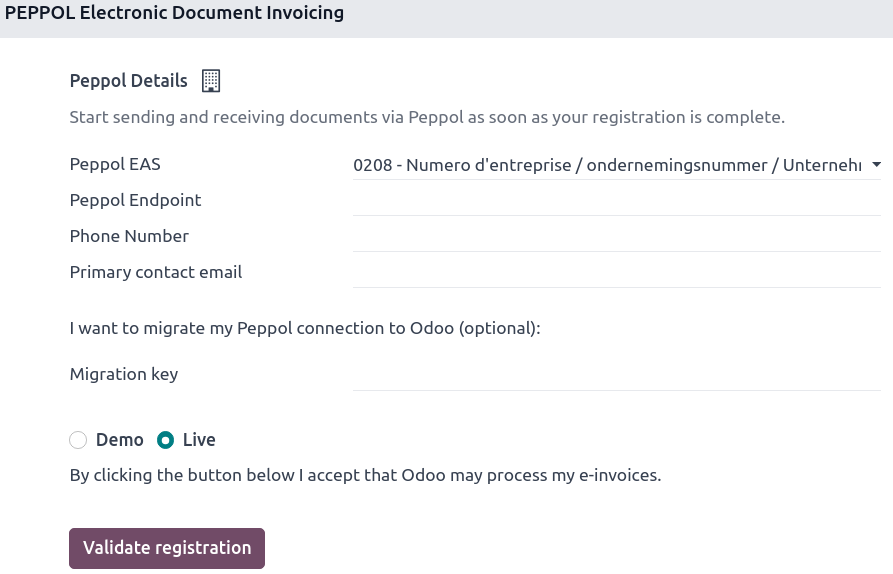 PEPPOL Electronic Document Invoicing
Peppol Details
Start sending and receiving documents via Peppol as soon as your registration is complete.
Peppol EAS 0208 - Numero d'entreprise / ondernemingsnummer / Unterneh
Peppol Endpoint
Phone Number
Primary contact email
I want to migrate my Peppol connection to Odoo (optional):
Migration key
Demo Live
By clicking the button below I accept that Odoo may process my e-invoices.
Validate registration